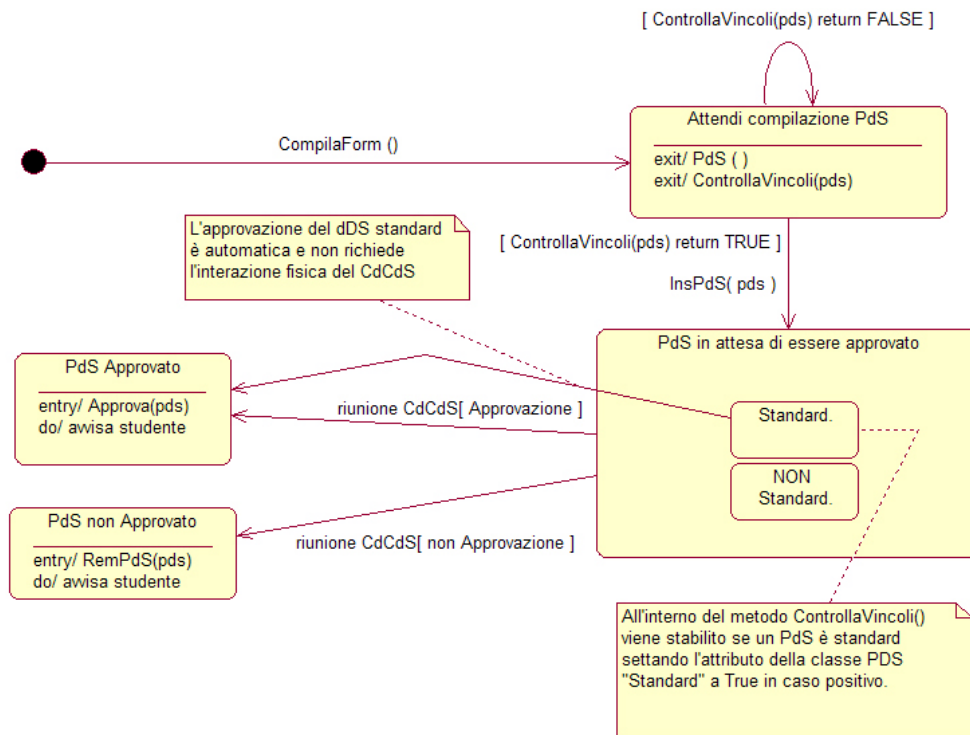 [ ControllaVincoli(pds) return FALSE ]
Attendi compilazione PdS
exit/ PdS ( )
exit/ ControllaVincoli(pds)
CompilaForm ()
L'approvazione del dDS standard
è automatica e non richiede
l'interazione fisica del CdCdS
[ ControllaVincoli(pds) return TRUE ]
InsPdS( pds )
PdS in attesa di essere approvato
PdS Approvato
entry/ Approva(pds)
do/ avvisa studente
riunione CdCdS[ Approvazione ]
Standard.
NON
Standard.
PdS non Approvato
entry/ RemPdS(pds)
do/ avvisa studente
riunione CdCdS[ non Approvazione ]
All'interno del metodo ControllaVincoli()
viene stabilito se un PdS è standard
settando l'attributo della classe PDS
"Standard" a True in caso positivo.